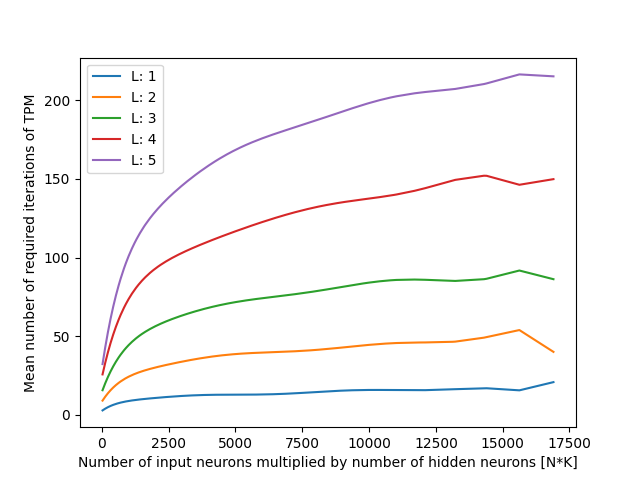 L: 1
L: 2
L: 3
L: 4
L: 5
Mean number of required iterations of TPM
200
150
100
50
0
0 2500 5000 7500 10000 12500 15000 17500
Number of input neurons multiplied by number of hidden neurons [N*K]